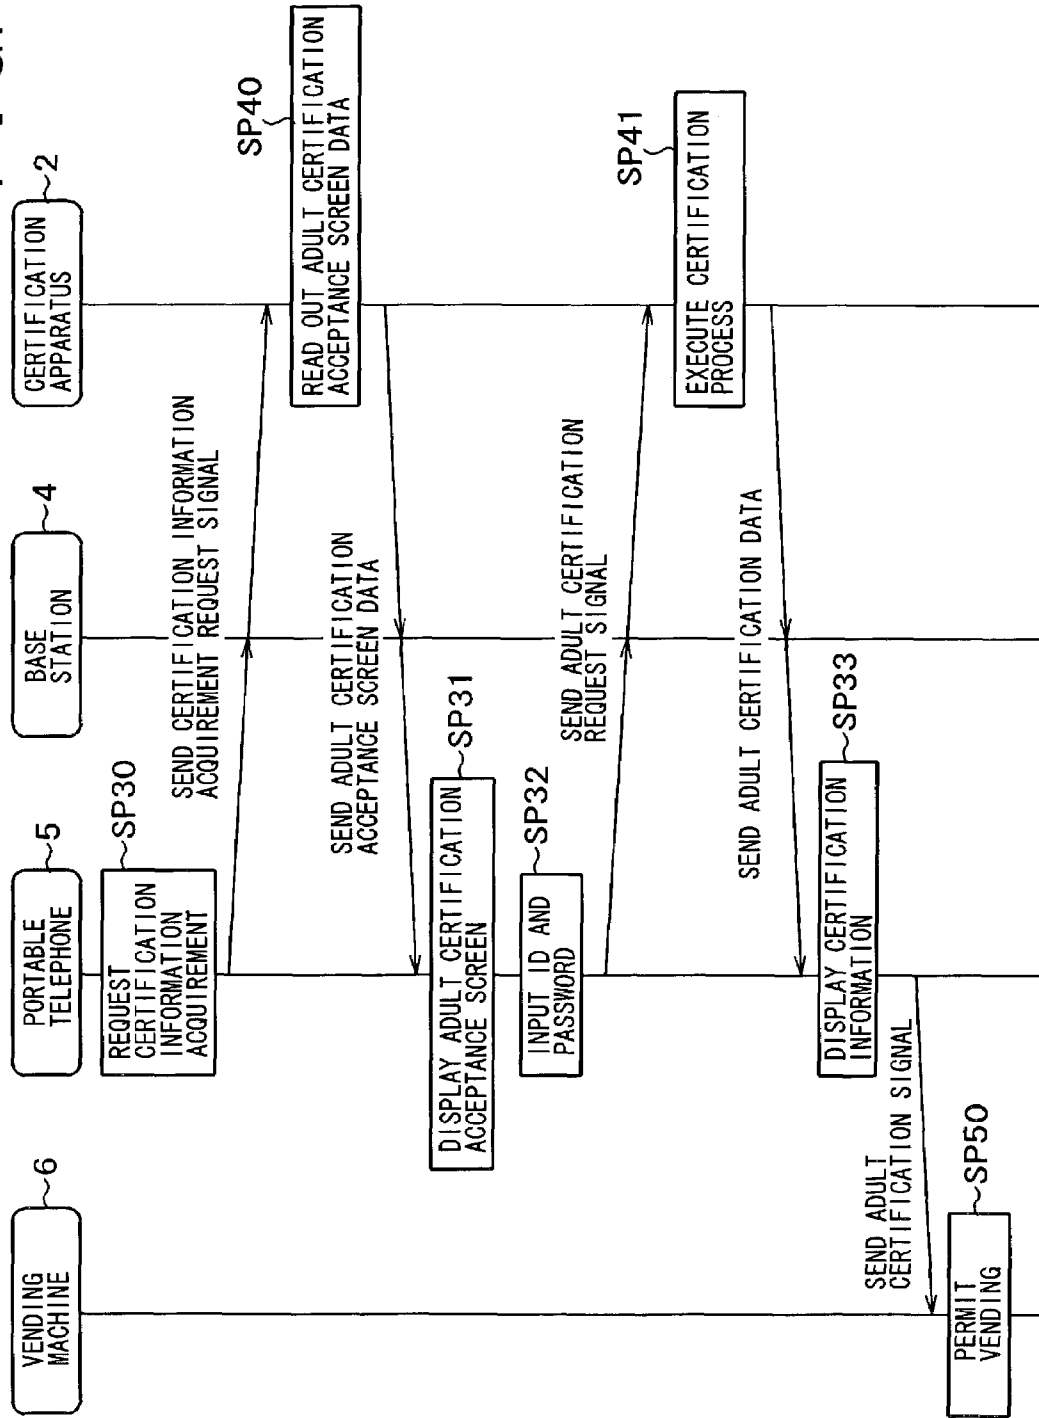 VENDING
MACHINE
6
PORTABLE
TELEPHONE
5
BASE
STATION
4
CERTIFICATION
APPARATUS
2
REQUEST
CERTIFICATION
INFORMATION
ACQUIREMENT
SP30
SEND CERTIFICATION INFORMATION
ACQUIREMENT REQUEST SIGNAL
READ OUT ADULT CERTIFICATION
ACCEPTANCE SCREEN DATA
SP40
SEND ADULT CERTIFICATION
ACCEPTANCE SCREEN DATA
DISPLAY ADULT CERTIFICATION
ACCEPTANCE SCREEN
SP31
INPUT ID AND
PASSWORD
SP32
SEND ADULT CERTIFICATION
REQUEST SIGNAL
EXECUTE CERTIFICATION
PROCESS
SP41
SEND ADULT CERTIFICATION DATA
DISPLAY CERTIFICATION
INFORMATION
SP33
SEND ADULT
CERTIFICATION SIGNAL
PERMIT
VENDING
SP50